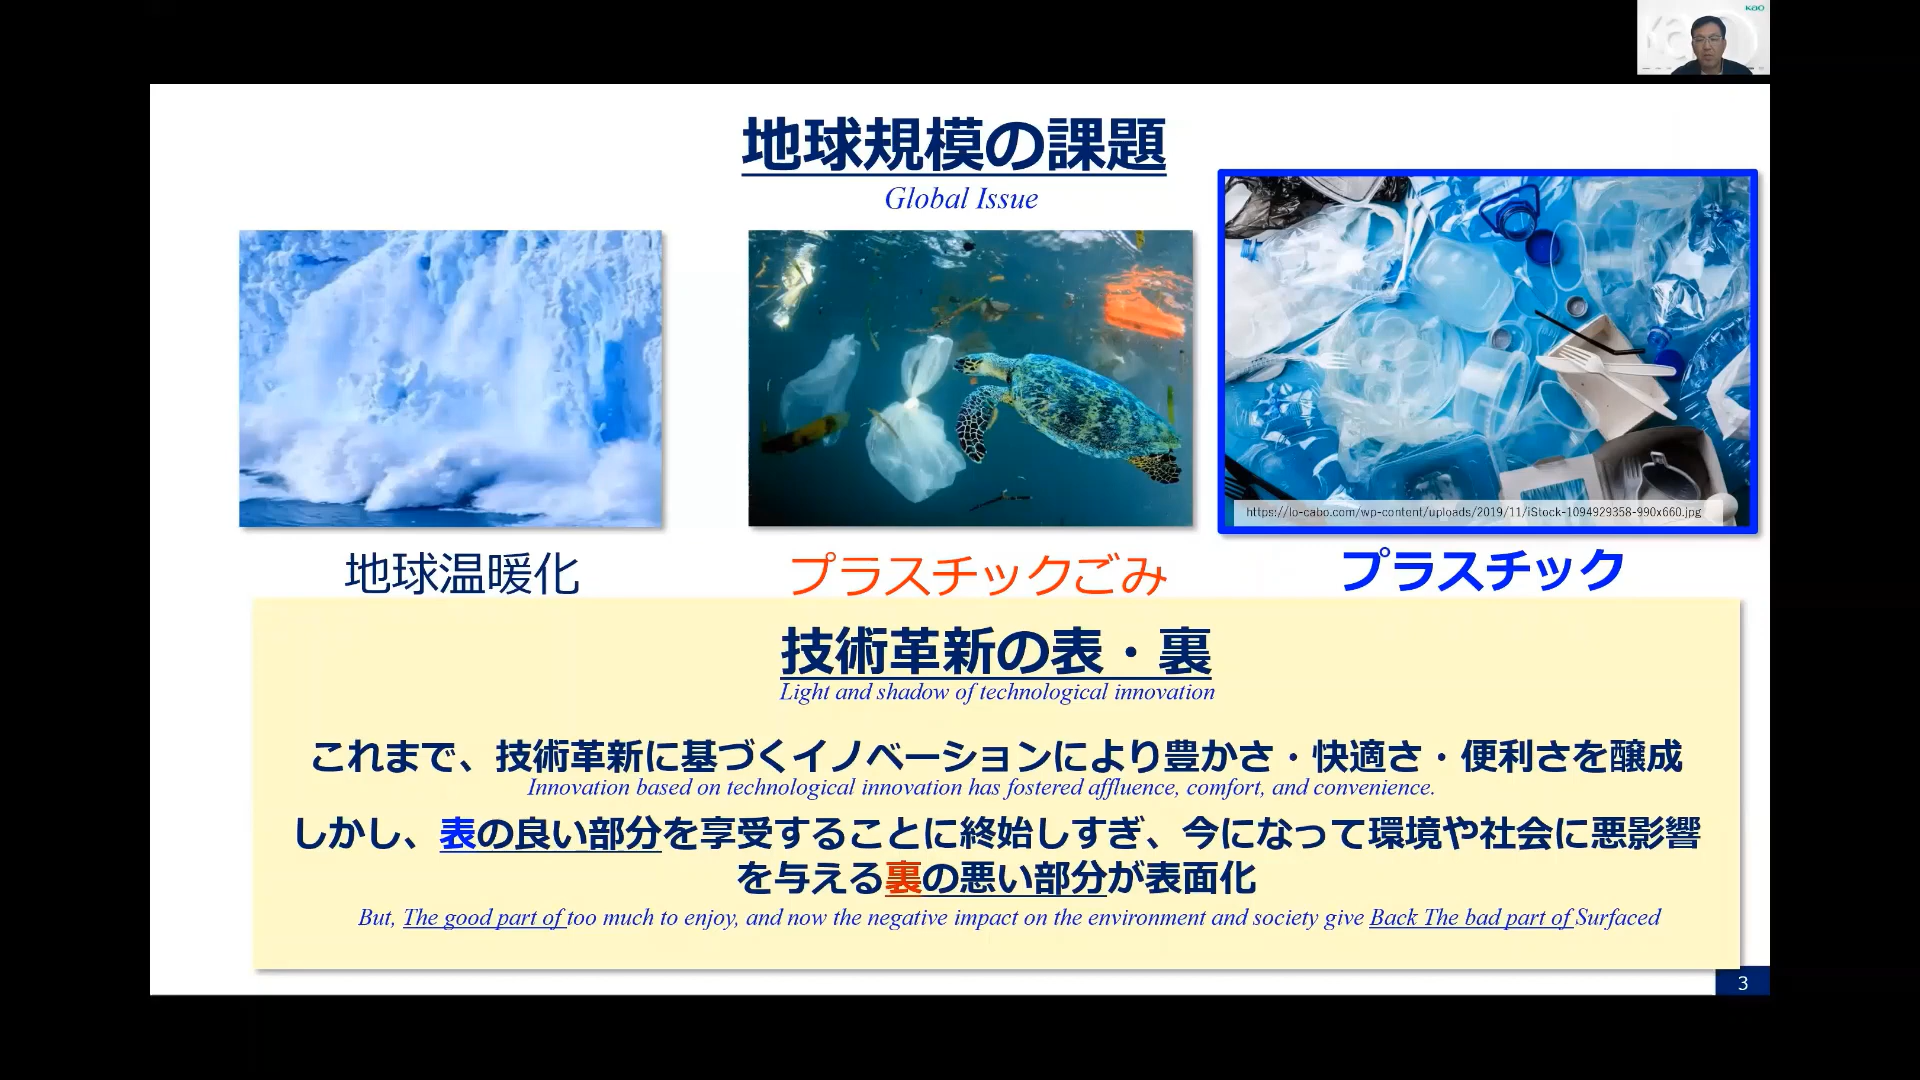 Kao
地球規模の課題
Global Issue
https://lo-cabo.com/wp-content/uploads/2019/11/iStock-1094929358-990x660.jpg
地球温暖化
プラスチックごみ
プラスチック
技術革新の表・裏
Light and shadow of technological innovation
これまで、技術革新に基づくイノベーションにより豊かさ・快適さ・便利さを醸成
Innovation based on technological innovation has fostered affluence, comfort, and convenience.
しかし、表の良い部分を享受することに終始しすぎ、今になって環境や社会に悪影響
を与える裏の悪い部分が表面化
But, The good part of too much to enjoy, and now the negative impact on the environment and society give Back The bad part of Surfaced
3